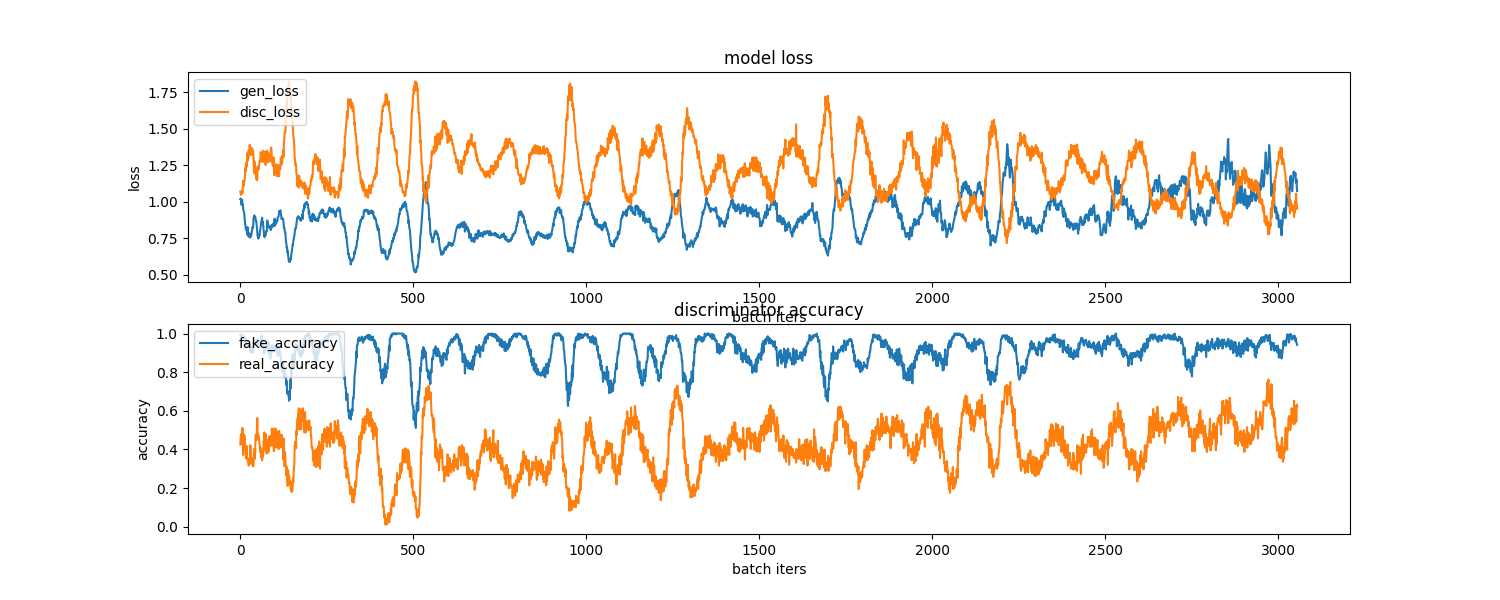 model loss
gen_loss
disc_loss
loss
1.75
1.50
1.25
1.00
0.75
0.50
0 500 1000 1500 2000 2500 3000
batch iters
discriminator accuracy
fake_accuracy
real_accuracy
accuracy
1.0
0.8
0.6
0.4
0.2
0.0
0 500 1000 1500 2000 2500 3000
batch iters